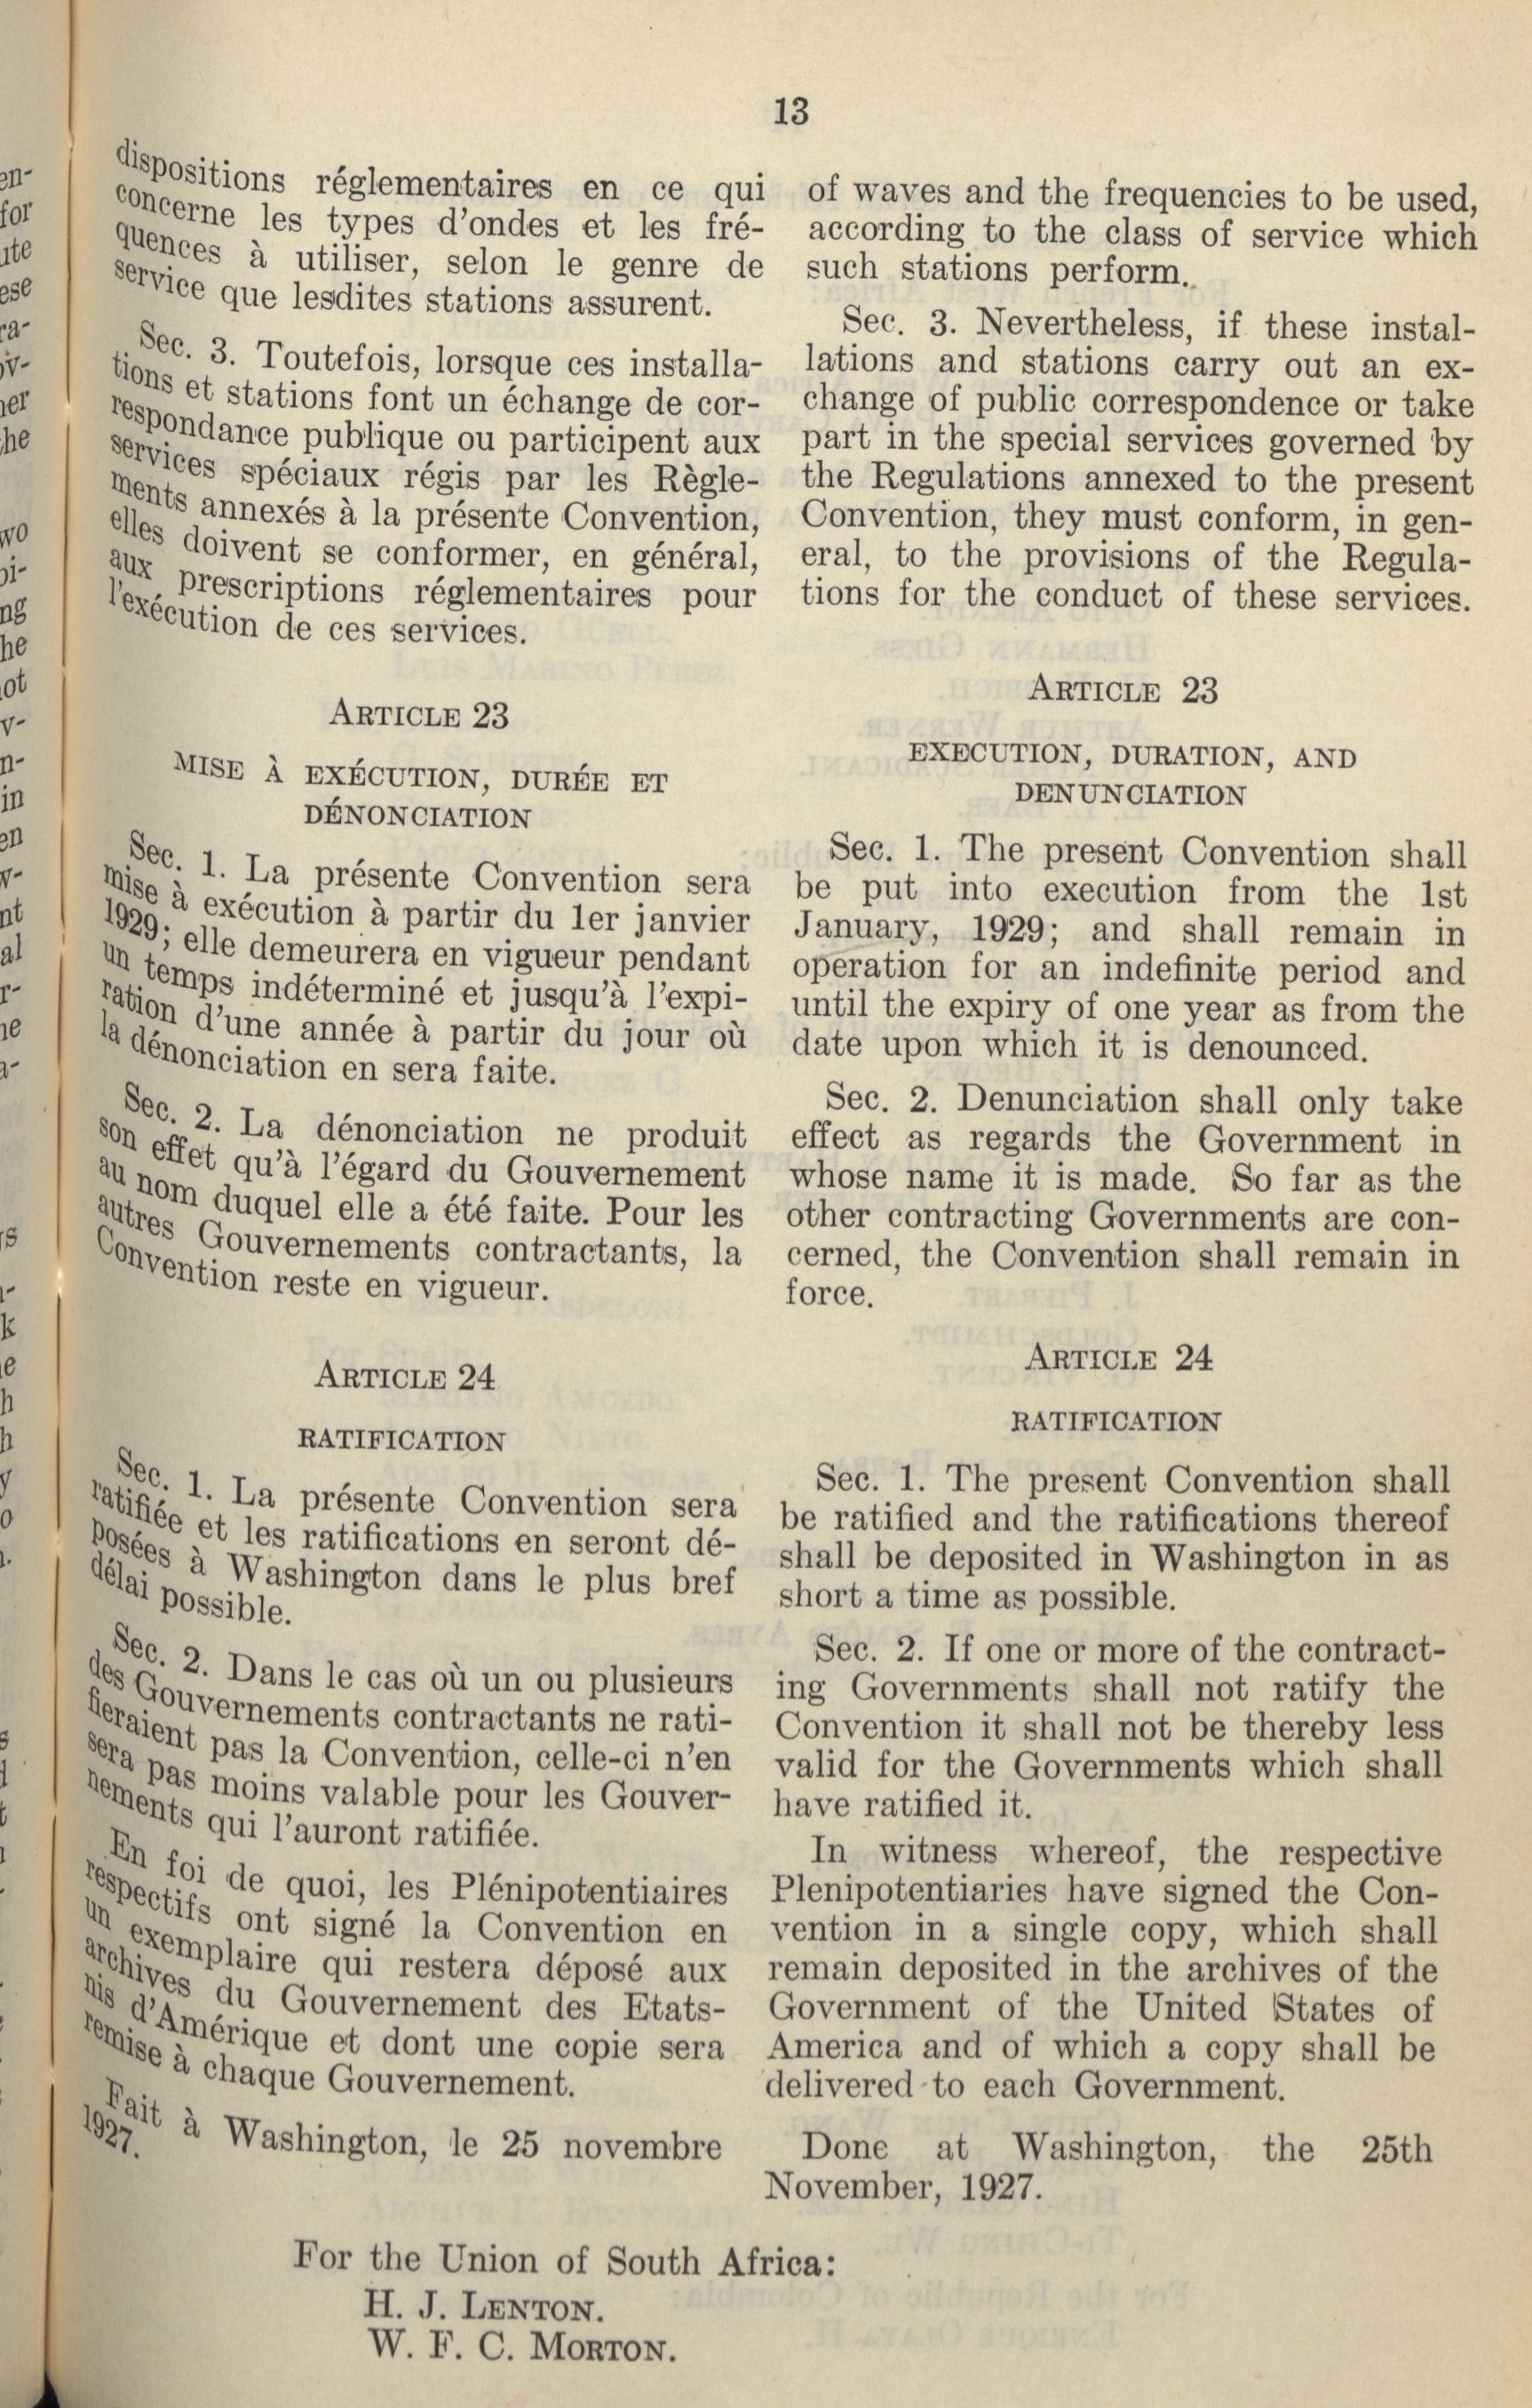 13
dispositions réglementaires en ce qui
concerne les types d'ondes et les fré-
quences à utiliser, selon le genre de
service que lesdites stations assurent.
Sec. 3. Toutefois, lorsque ces installa-
tions et stations font un échange de cor-
respondance publique ou participent aux
services spéciaux régis par les Règle-
ments annexés à la présente Convention,
elles doivent se conformer, en général,
aux prescriptions réglementaires pour
l'exécution de ces services.
ARTICLE 23
MISE À EXÉCUTION, DURÉE ET
DÉNONCIATION
Sec. 1. La présente Convention sera
mise à exécution à partir du 1er janvier
1929; elle demeurera en vigueur pendant
un temps indéterminé et jusqu'à l'expi-
ration d'une année à partir du jour où
la dénonciation en sera faite.
Sec. 2. La dénonciation ne produit
son effet qu'à l'égard du Gouvernement
au nom duquel elle a été faite. Pour les
autres Gouvernements contractants, la
Convention reste en vigueur.
ARTICLE 24
RATIFICATION
Sec. 1. La présente Convention sera
ratifiée et les ratifications en seront dé-
posées à Washington dans le plus bref
délai possible.
Sec. 2. Dans le cas où un ou plusieurs
des Gouvernements contractants ne rati-
fieraient pas la Convention, celle-ci n'en
sera pas moins valable pour les Gouver-
nements qui l'auront ratifiée.
En foi de quoi, les Plénipotentiaires
respectifs ont signé la Convention en
un exemplaire qui restera déposé aux
archives du Gouvernement des Etats-
nis d'Amérique et dont une copie sera
remise à chaque Gouvernement.
Fait à Washington, le 25 novembre
1927.
of waves and the frequencies to be used,
according to the class of service which
such stations perform.
Sec. 3. Nevertheless, if these instal-
lations and stations carry out an ex-
change of public correspondence or take
part in the special services governed by
the Regulations annexed to the present
Convention, they must conform, in gen-
eral, to the provisions of the Regula-
tions for the conduct of these services.
ARTICLE 23
EXECUTION, DURATION, AND
DENUNCIATION
Sec. 1. The present Convention shall
be put into execution from the 1st
January, 1929; and shall remain in
operation for an indefinite period and
until the expiry of one year as from the
date upon which it is denounced.
Sec. 2. Denunciation shall only take
effect as regards the Government in
whose name it is made. So far as the
other contracting Governments are con-
cerned, the Convention shall remain in
force.
ARTICLE 24
RATIFICATION
Sec. 1. The present Convention shall
be ratified and the ratifications thereof
shall be deposited in Washington in as
short a time as possible.
Sec. 2. If one or more of the contract-
ing Governments shall not ratify the
Convention it shall not be thereby less
valid for the Governments which shall
have ratified it.
In witness whereof, the respective
Plenipotentiaries have signed the Con-
vention in a single copy, which shall
remain deposited in the archives of the
Government of the United States of
America and of which a copy shall be
delivered to each Government.
Done at Washington, the 25th
November, 1927.
For the Union of South Africa:
H. J. LENTON.
W. F. C. MORTON.